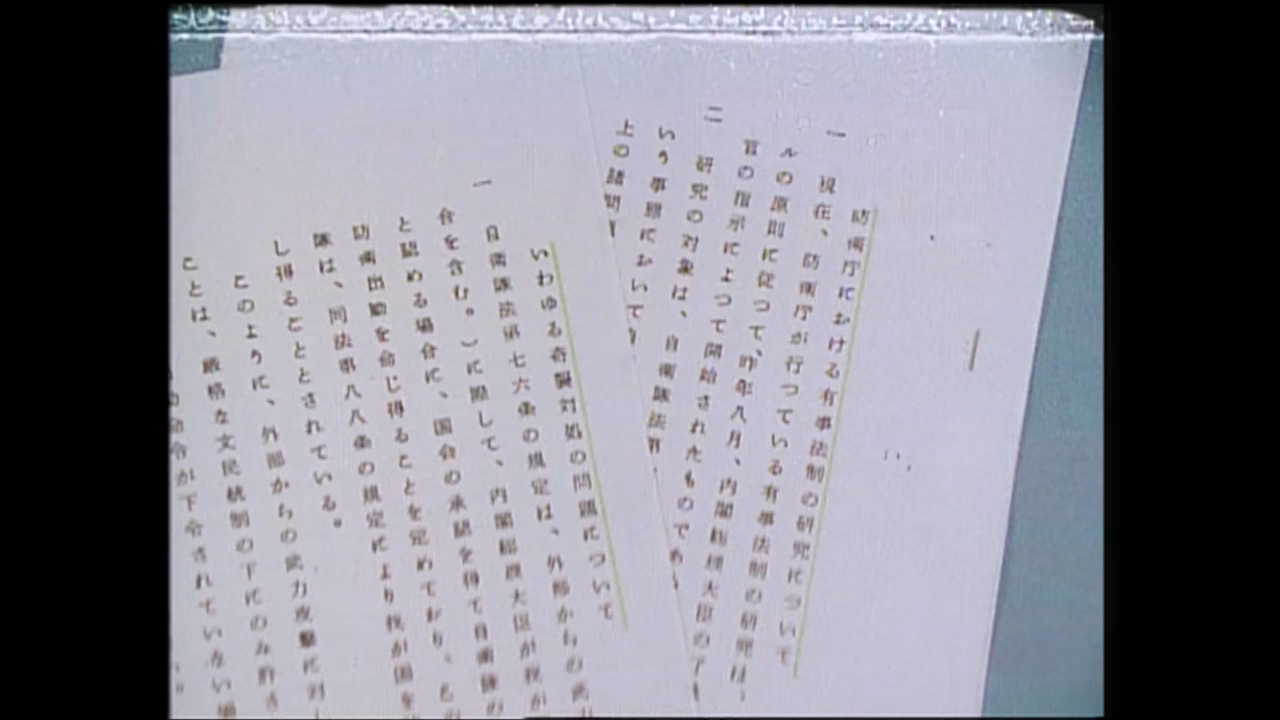 防衛庁における有事法制の研究について
一 現在、防衛庁が行つている有事法制の研究は、
ルの原則に従つて、昨年八月、内閣総理大臣の了
官の指示によつて開始されたものであ
二 研究の対象は、自衛隊法第
いう事態において
上の諸問
いわゆる奇襲対処の問題について
一 自衛隊法第七六条の規定は、外部からの武力
合を含む。)に際して、内閣総理大臣が我が
と認める場合に、国会の承認を得て自衛隊の
防衛出動を命じ得ることを定めており、
隊は、同法第八八条の規定により我が国を
し得ることとされている。
このように、外部からの武力攻撃に対し
ことは、厳格な文民統制の下にのみ許さ
命令が下令されていない場